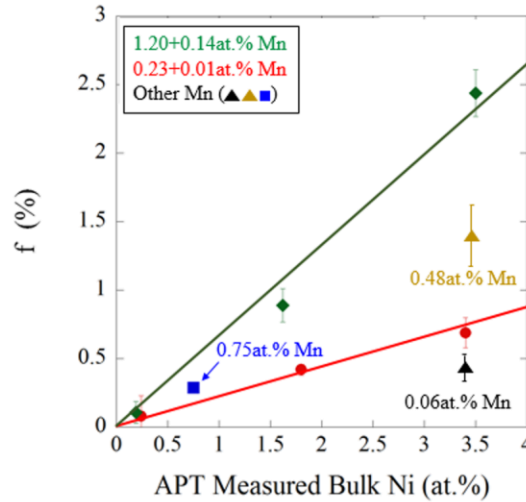 3
1.20+0.14at.% Mn
0.23+0.01at.% Mn
Other Mn (▲▲■)
2.5
2
f (%)
1.5
0.48at.% Mn
1
0.75at.% Mn
0.5
0.06at.% Mn
0
0 0.5 1 1.5 2 2.5 3 3.5 4
APT Measured Bulk Ni (at.%)